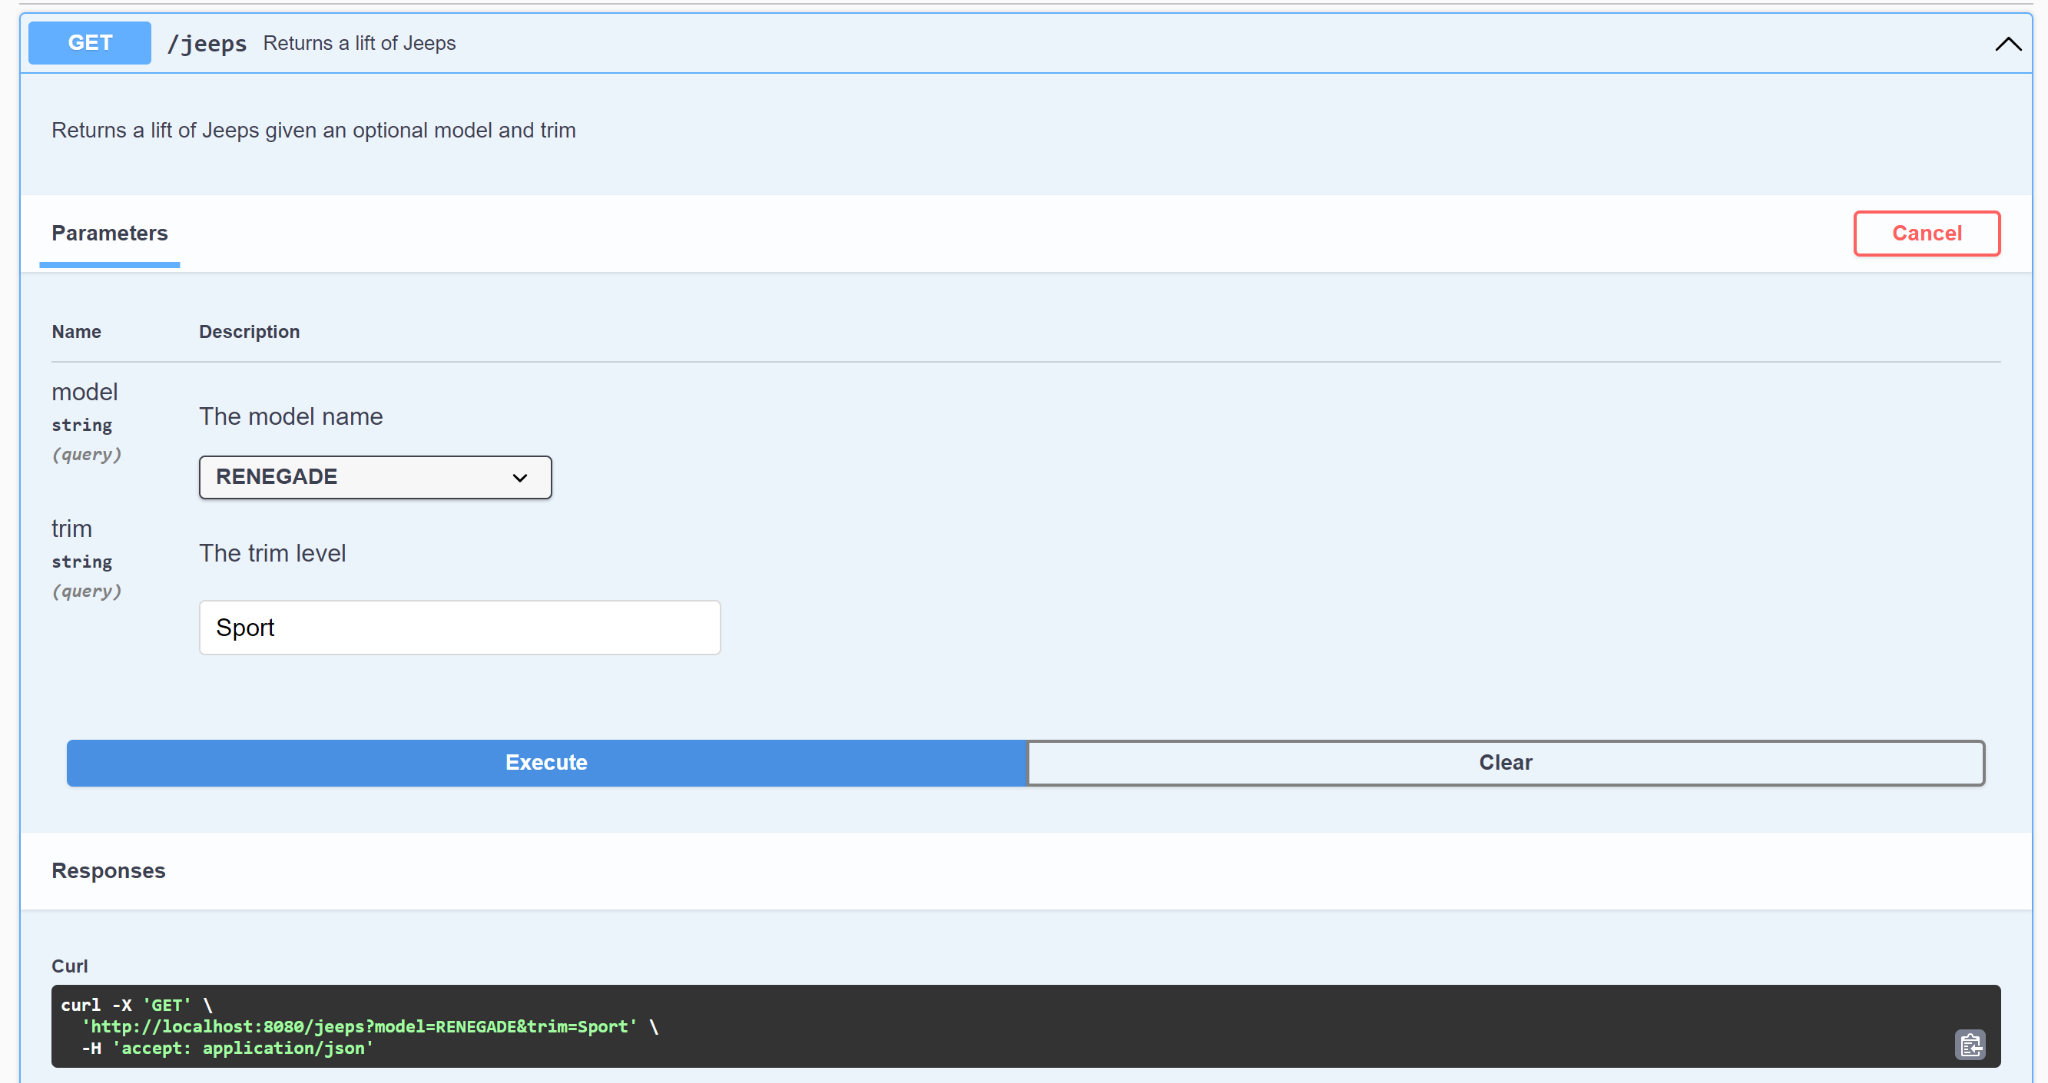 GET /jeeps Returns a lift of Jeeps
Returns a lift of Jeeps given an optional model and trim
Parameters
Cancel
Name Description
model
string
(query)
The model name
RENEGADE
trim
string
(query)
The trim level
Sport
Execute
Clear
Responses
Curl
curl -X 'GET' \
'http://localhost:8080/jeeps?model=RENEGADE&trim=Sport' \
-H 'accept: application/json'